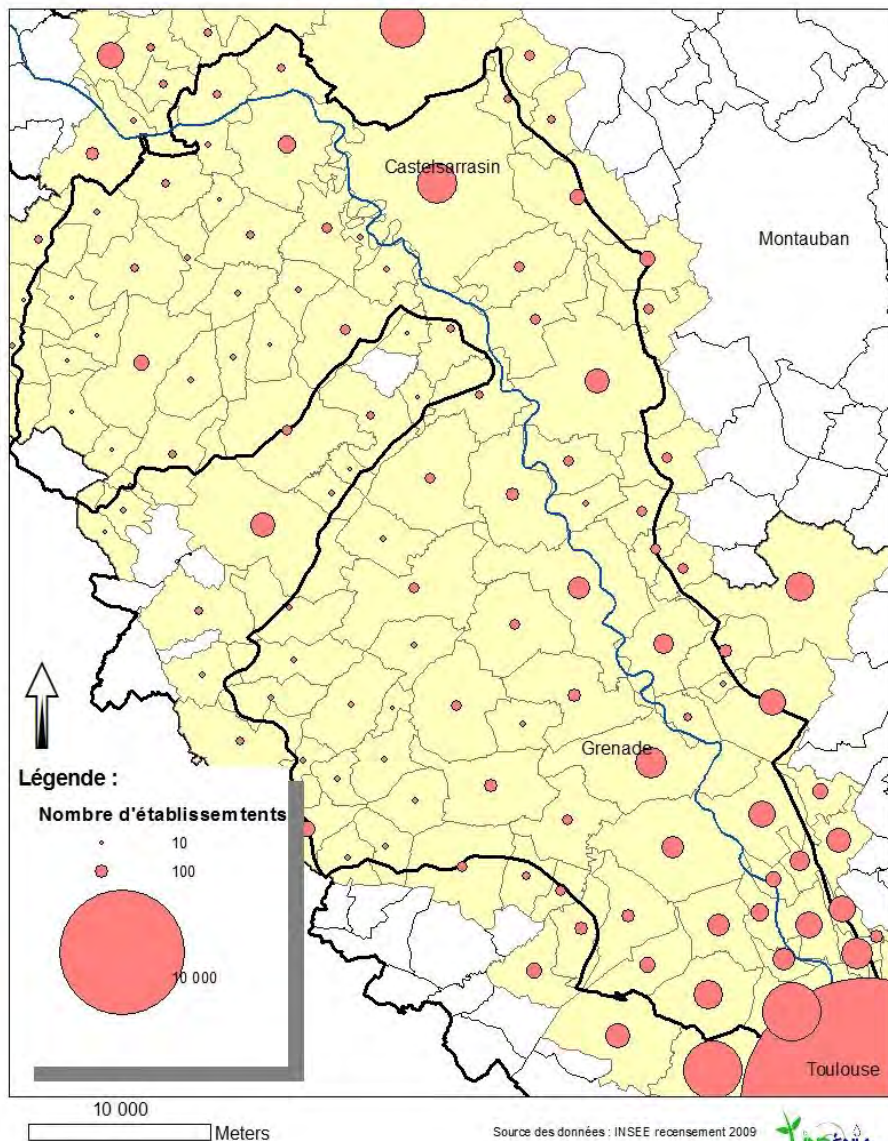 Castelsarrasin
Montauban
Grenade
Légende :
Nombre d'établissemtents
10
100
10 000
Toulouse
10 000
Meters
Source des données : INSEE recensement 2009